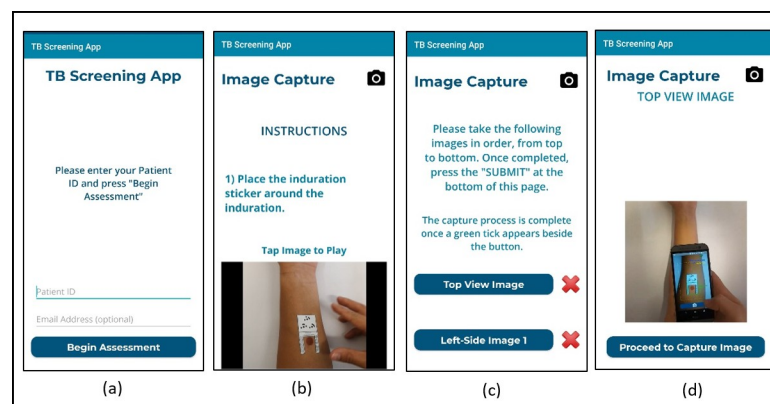 TB Screening App
TB Screening App
Please enter your Patient
ID and press "Begin
Assessment"
Patient ID
Email Address (optional)
Begin Assessment
(a)
TB Screening App
Image Capture
INSTRUCTIONS
1) Place the induration
sticker around the
induration.
Tap Image to Play
(b)
TB Screening App
Image Capture
Please take the following
images in order, from top
to bottom. Once completed,
press the "SUBMIT" at the
bottom of this page.
The capture process is complete
once a green tick appears beside
the button.
Top View Image
Left-Side Image 1
(c)
TB Screening App
Image Capture
TOP VIEW IMAGE
Proceed to Capture Image
(d)